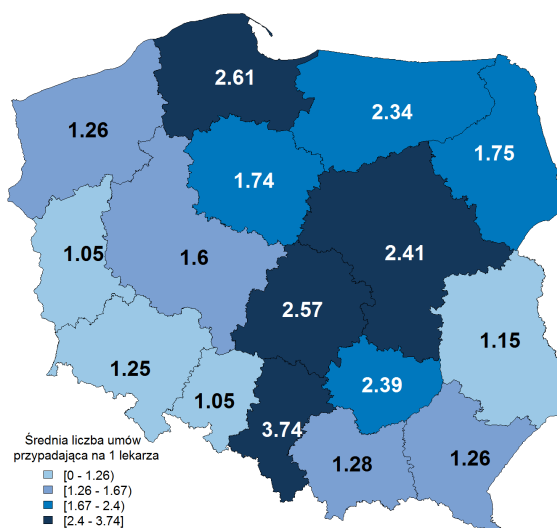 2.61
2.34
1.26
1.75
1.74
1.05
1.6
2.41
2.57
1.15
1.25
1.05
2.39
3.74
1.28
1.26
Średnia liczba umów
przypadająca na 1 lekarza
[0 - 1.26)
[1.26 - 1.67)
[1.67 - 2.4)
[2.4 - 3.74]